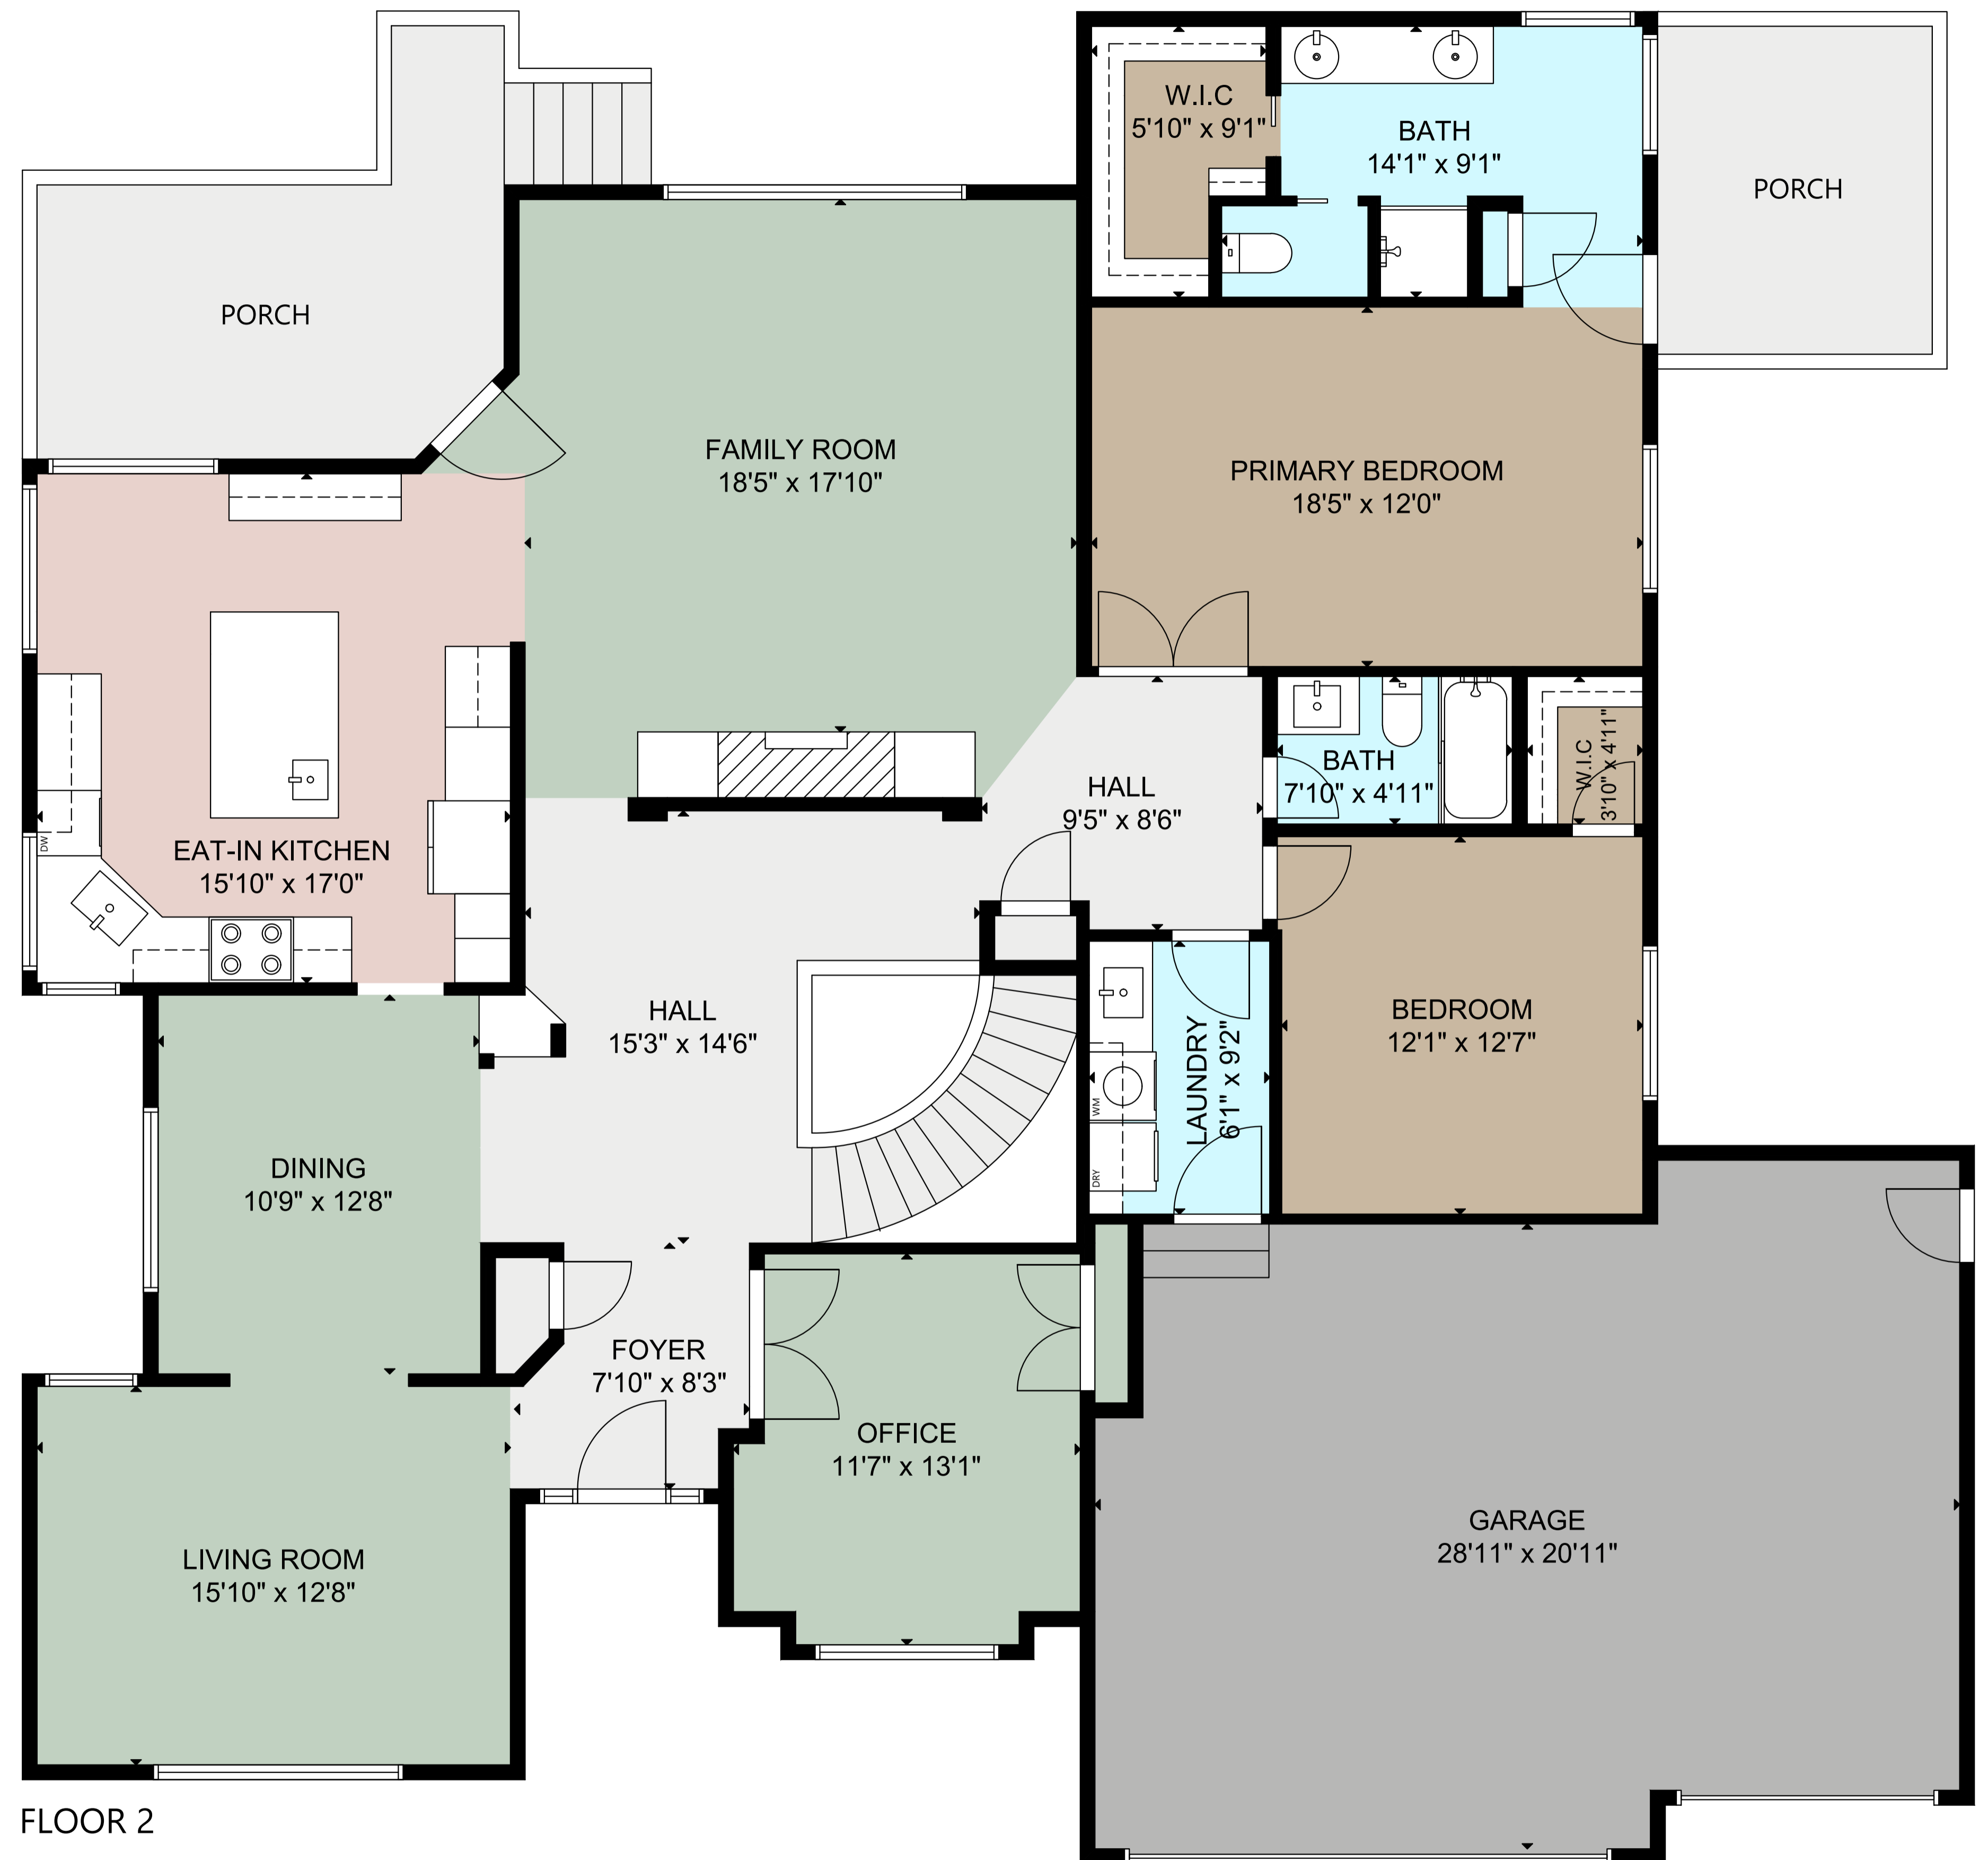 W.I.C
5'10" x 9'1"
BATH
14'1" x 9'1"
PORCH
PORCH
FAMILY ROOM
18'5" x 17'10"
PRIMARY BEDROOM
18'5" x 12'0"
EAT-IN KITCHEN
15'10" x 17'0"
DW
HALL
9'5" x 8'6"
BATH
7'10" x 4'11"
W.I.C
3'10" x 4'11"
HALL
15'3" x 14'6"
LAUNDRY
6'1" x 9'2"
WM
DRY
BEDROOM
12'1" x 12'7"
DINING
10'9" x 12'8"
FOYER
7'10" x 8'3"
OFFICE
11'7" x 13'1"
GARAGE
28'11" x 20'11"
LIVING ROOM
15'10" x 12'8"
FLOOR 2